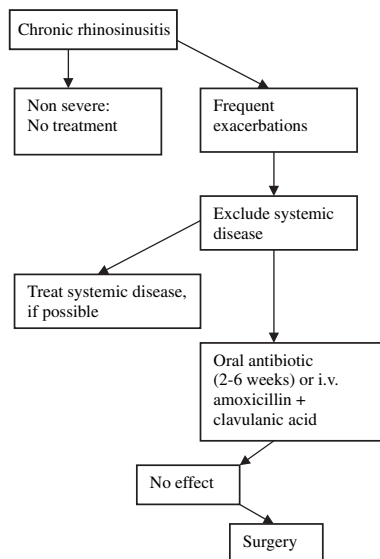 Chronic rhinosinusitis
Non severe:
No treatment
Frequent
exacerbations
Exclude systemic
disease
Treat systemic disease,
if possible
Oral antibiotic
(2-6 weeks) or i.v.
amoxicillin +
clavulanic acid
No effect
Surgery